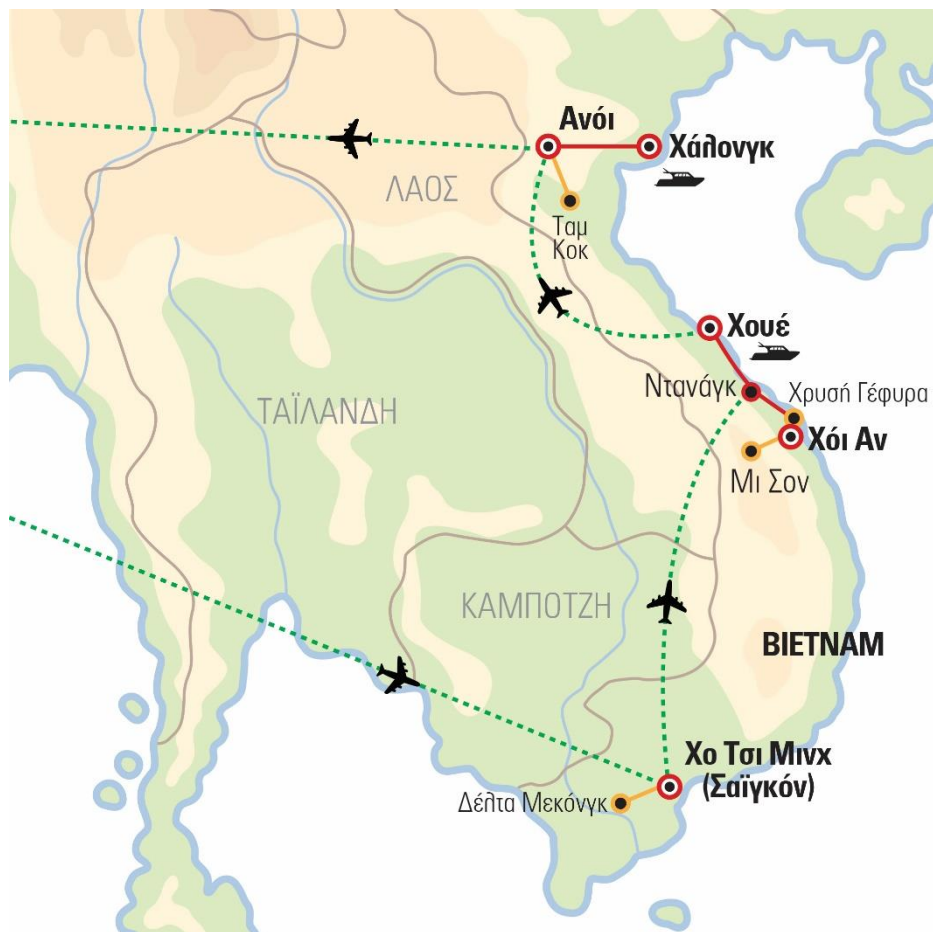 Ανόι
Χάλονγκ
ΛΑΟΣ
Ταμ
Κοκ
Χουέ
Ντανάγκ
Χρυσή Γέφυρα
ΤΑΪΛΑΝΔΗ
Χόι Αν
Μι Σον
ΚΑΜΠΟΤΖΗ
ΒΙΕΤΝΑΜ
Χο Τσι Μινχ
(Σαϊγκόν)
Δέλτα Μεκόνγκ